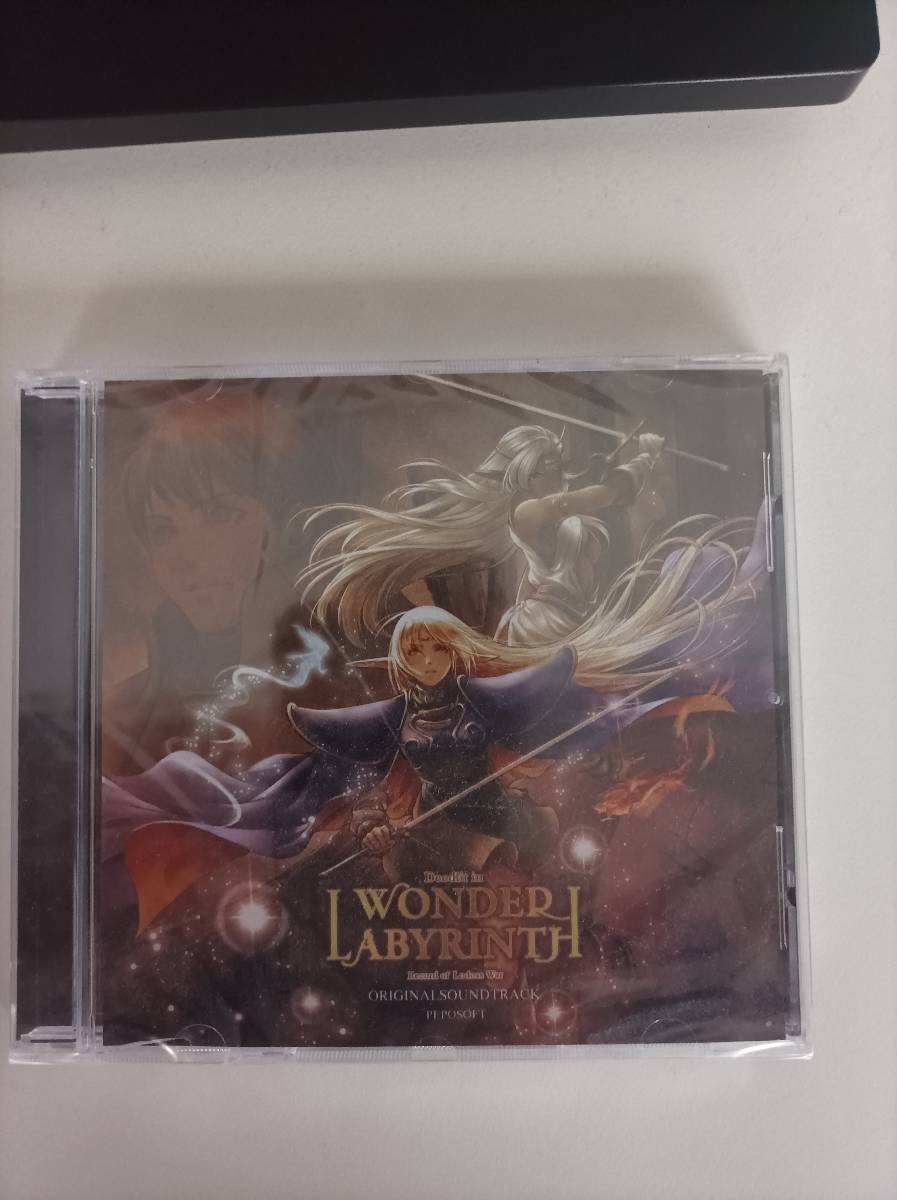 Deedlit in
WONDER
LABYRINTH
Record of Lodoss War
ORIGINALSOUNDTRACK
PEPOSOFT